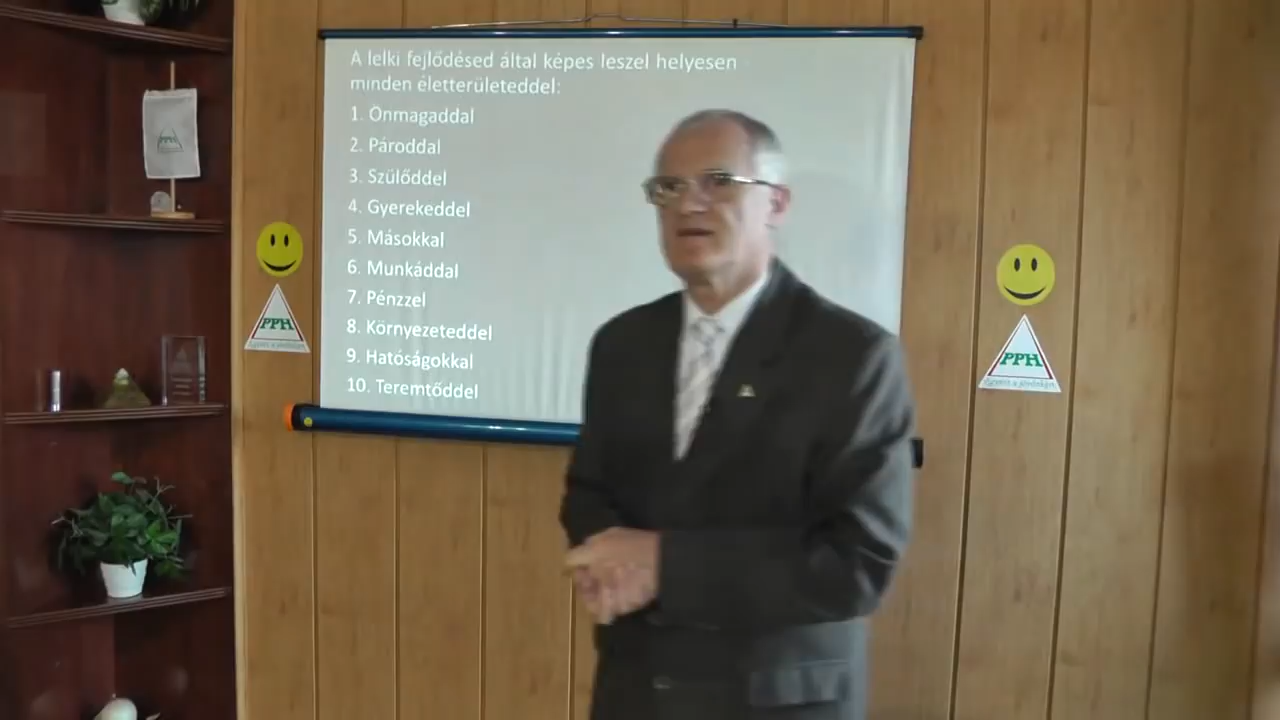 A lelki fejlődésed által képes leszel helyesen
minden életterületeddel:
1. Önmagaddal
2. Pároddal
3. Szülőddel
4. Gyerekeddel
5. Másokkal
6. Munkáddal
7. Pénzzel
8. Környezeteddel
9. Hatóságokkal
10. Teremtőddel
PPH
PPH
PPH